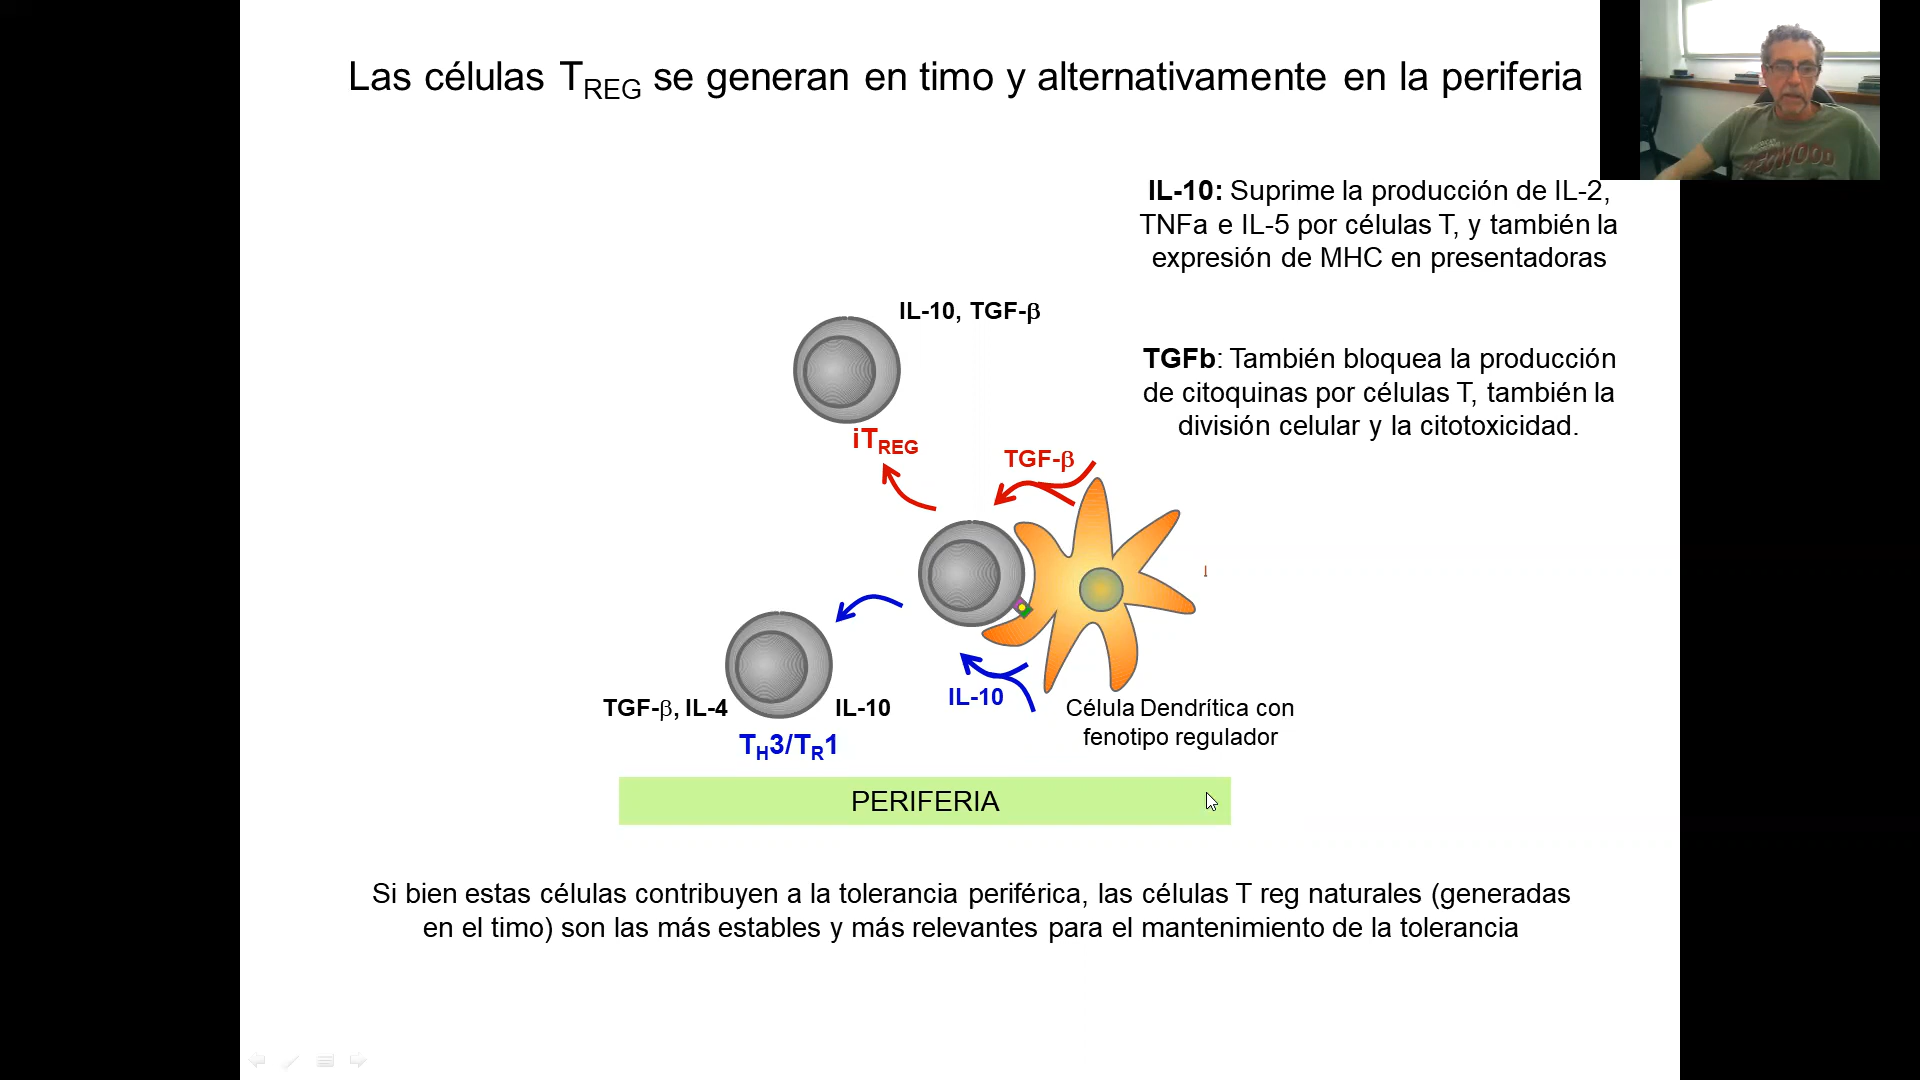 Las células TREG se generan en timo y alternativamente en la periferia
REDWOOD
IL-10: Suprime la producción de IL-2,
TNFa e IL-5 por células T, y también la
expresión de MHC en presentadoras
IL-10, TGF-β
TGFb: También bloquea la producción
de citoquinas por células T, también la
división celular y la citotoxicidad.
iTREG
TGF-β
IL-10
TGF-β, IL-4
IL-10
TH3/TR1
Célula Dendrítica con
fenotipo regulador
PERIFERIA
Si bien estas células contribuyen a la tolerancia periférica, las células T reg naturales (generadas
en el timo) son las más estables y más relevantes para el mantenimiento de la tolerancia